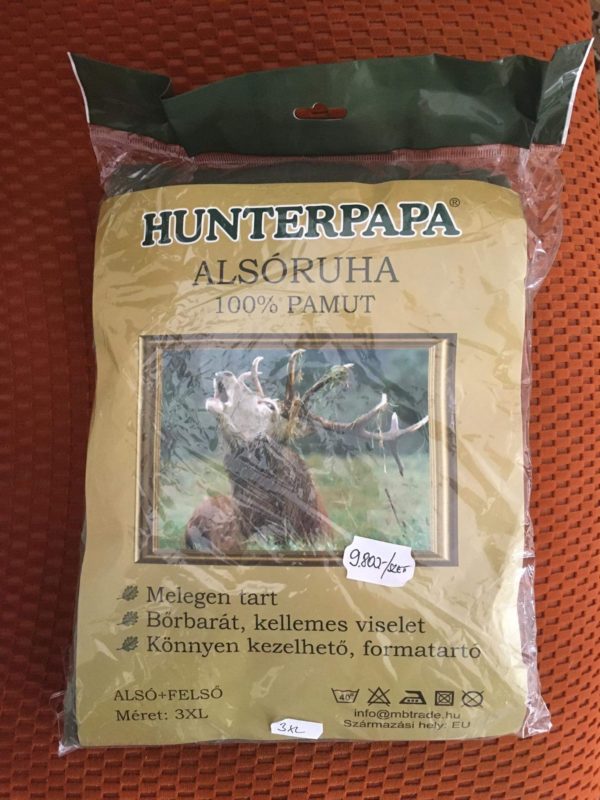 HUNTERPAPA®
ALSÓRUHA
100% PAMUT
9.800-/SZET
Melegen tart
Bőrbarát, kellemes viselet
Könnyen kezelhető, formatartó
ALSÓ+FELSŐ
Méret: 3XL
3XL
40
info@mbtrade.hu
Származási hely: EU